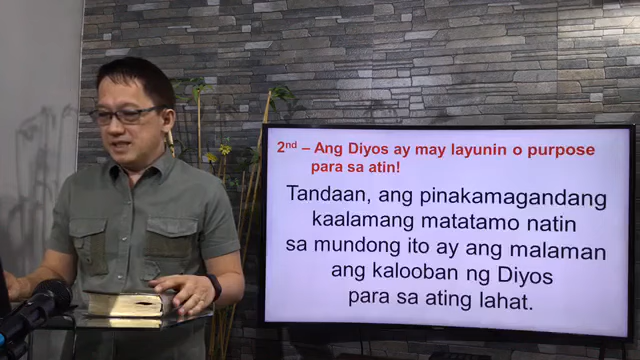 2nd – Ang Diyos ay may layunin o purpose
para sa atin!
Tandaan, ang pinakamagandang
kaalamang matatamo natin
sa mundong ito ay ang malaman
ang kalooban ng Diyos
para sa ating lahat.